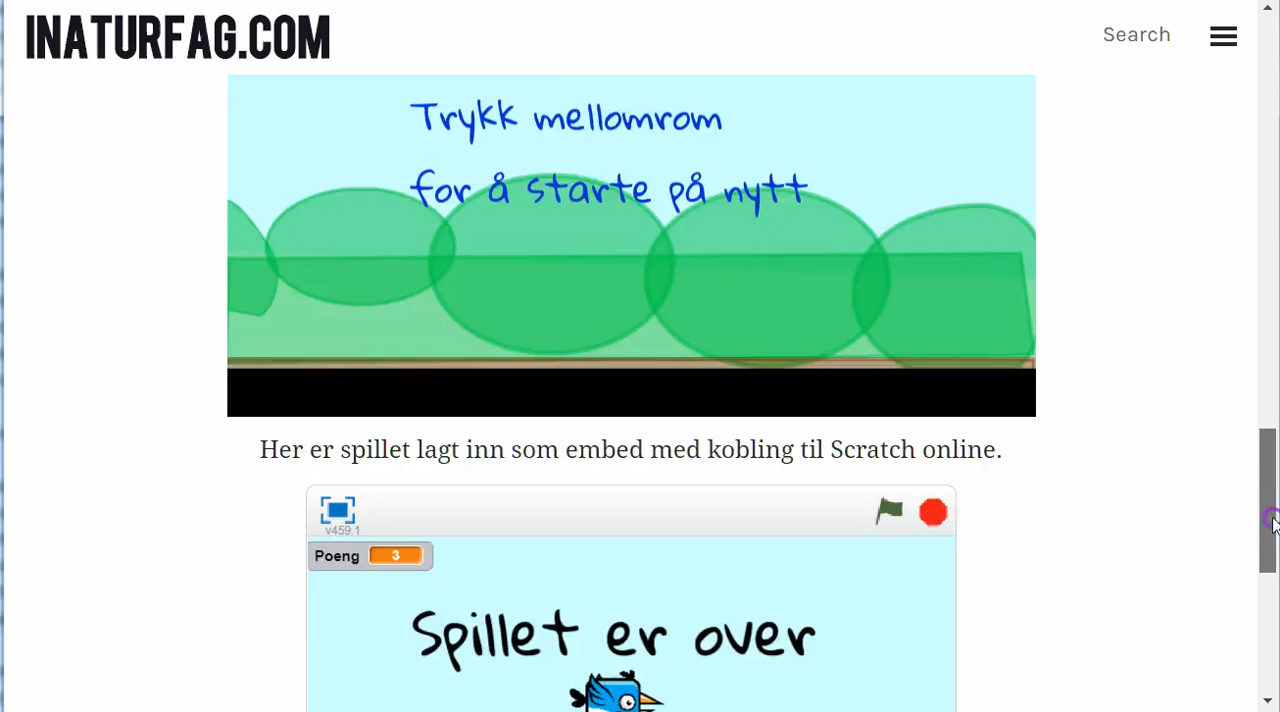 INATURFAG.COM
Search
Trykk mellomrom
for å starte på nytt
Her er spillet lagt inn som embed med kobling til Scratch online.
v459.1
Poeng 3
Spillet er over